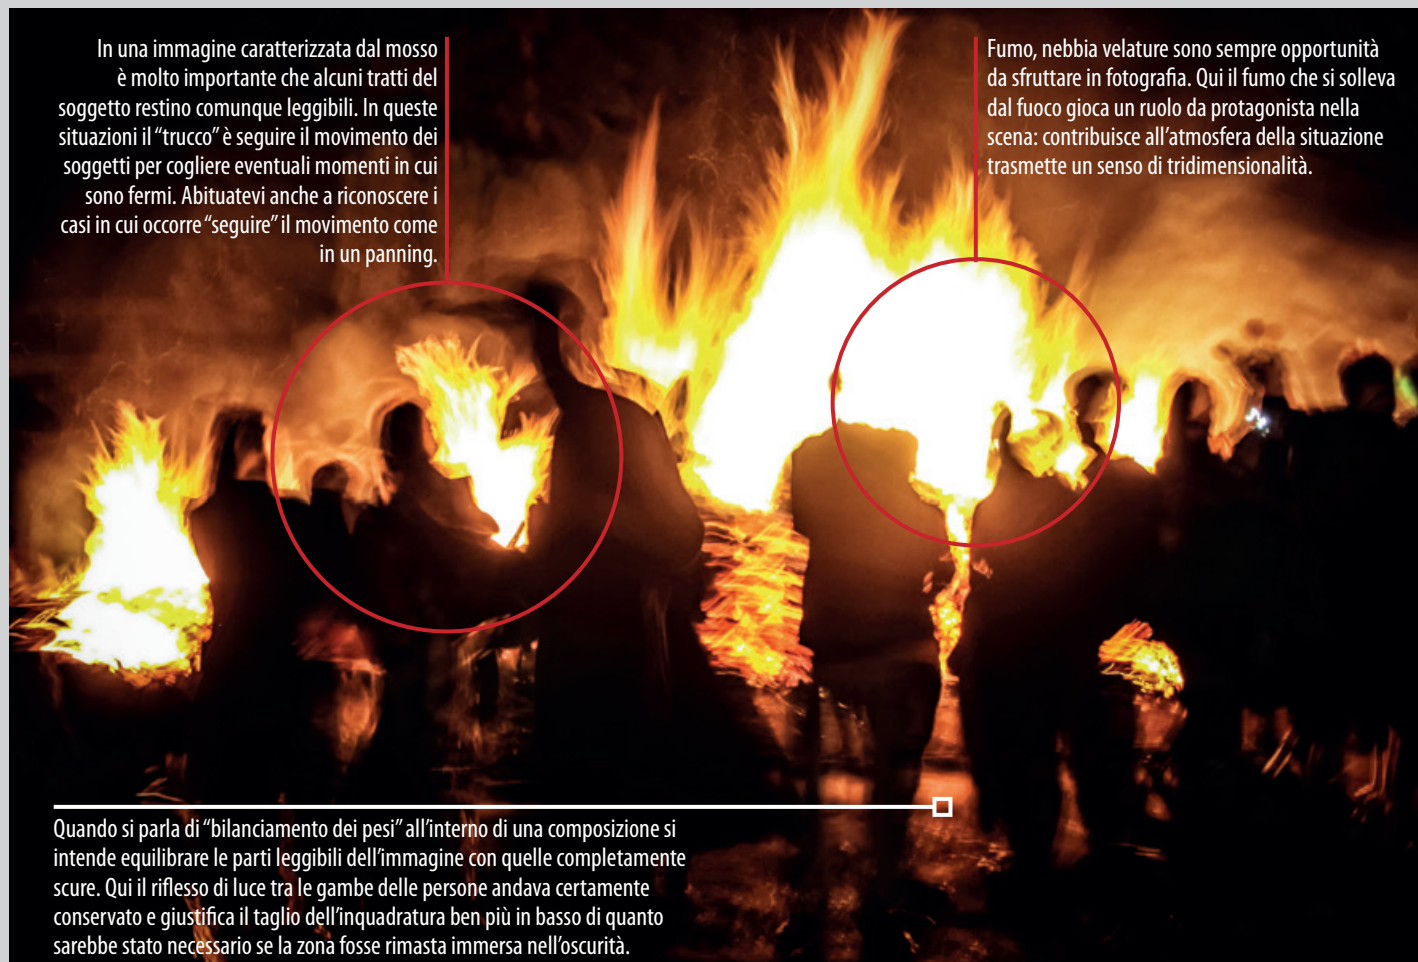 In una immagine caratterizzata dal mosso
è molto importante che alcuni tratti del
soggetto restino comunque leggibili. In queste
situazioni il “trucco” è seguire il movimento dei
soggetti per cogliere eventuali momenti in cui
sono fermi. Abituatevi anche a riconoscere i
casi in cui occorre “seguire” il movimento come
in un panning.
Fumo, nebbia velature sono sempre opportunità
da sfruttare in fotografia. Qui il fumo che si solleva
dal fuoco gioca un ruolo da protagonista nella
scena: contribuisce all’atmosfera della situazione
trasmette un senso di tridimensionalità.
Quando si parla di “bilanciamento dei pesi” all’interno di una composizione si
intende equilibrare le parti leggibili dell’immagine con quelle completamente
scure. Qui il riflesso di luce tra le gambe delle persone andava certamente
conservato e giustifica il taglio dell’inquadratura ben più in basso di quanto
sarebbe stato necessario se la zona fosse rimasta immersa nell’oscurità.